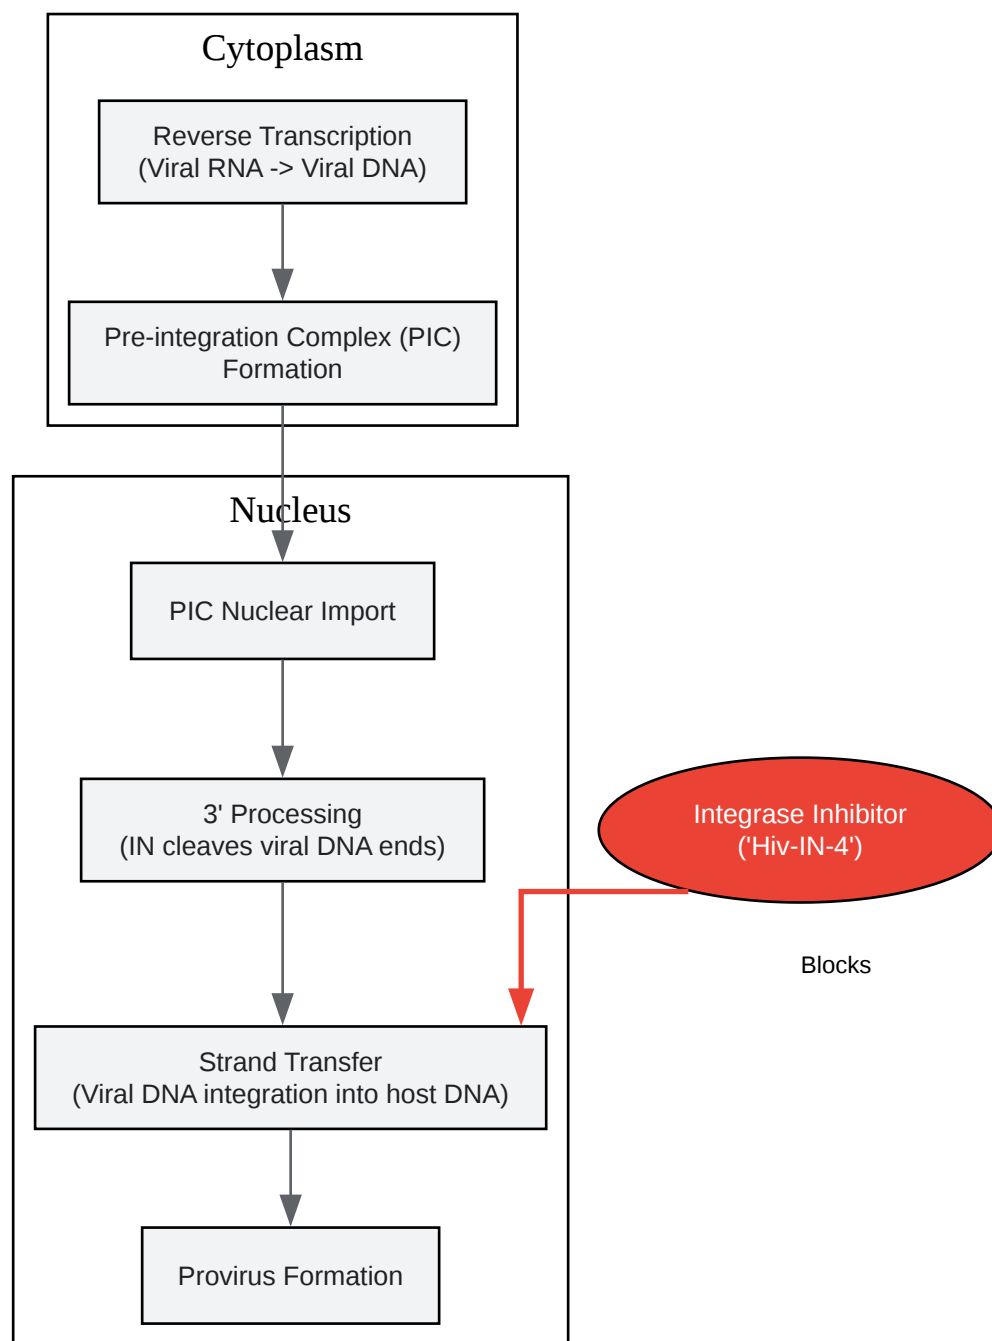 Cytoplasm
Reverse Transcription
(Viral RNA -> Viral DNA)
Pre-integration Complex (PIC)
Formation
Nucleus
PIC Nuclear Import
3' Processing
(IN cleaves viral DNA ends)
Integrase Inhibitor
('Hiv-IN-4')
Blocks
Strand Transfer
(Viral DNA integration into host DNA)
Provirus Formation